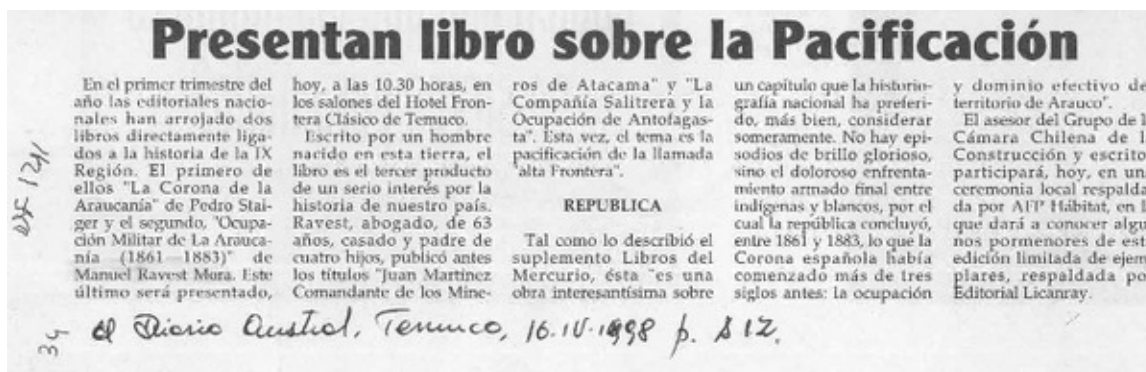 Presentan libro sobre la Pacificación
En el primer trimestre del
año las editoriales nacio-
nales han arrojado dos
libros directamente liga-
dos a la historia de la IX
Región. El primero de
ellos "La Corona de la
Araucanía" de Pedro Stai-
ger y el segundo, "Ocupa-
ción Militar de La Arauca-
nía (1861 -1883)" de
Manuel Ravest Mora. Este
último será presentado,
hoy, a las 10.30 horas, en
los salones del Hotel Fron-
tera Clásico de Temuco.
Escrito por un hombre
nacido en esta tierra, el
libro es el tercer producto
de un serio interés por la
historia de nuestro país.
Ravest, abogado, de 63
años, casado y padre de
cuatro hijos, publicó antes
los títulos "Juan Martínez
Comandante de los Mine-
ros de Atacama" y "La
Compañía Salitrera y la
Ocupación de Antofagas-
ta". Esta vez, el tema es la
pacificación de la llamada
"alta Frontera".
REPUBLICA
Tal como lo describió el
suplemento Libros del
Mercurio, ésta "es una
obra interesantísima sobre
un capítulo que la historio-
grafía nacional ha preferi-
do, más bien, considerar
someramente. No hay epi-
sodios de brillo glorioso,
sino el doloroso enfrenta-
miento armado final entre
indígenas y blancos, por el
cual la república concluyó,
entre 1861 y 1883, lo que la
Corona española había
comenzado más de tres
siglos antes: la ocupación
y dominio efectivo de
territorio de Arauco".
El asesor del Grupo de l
Cámara Chilena de l
Construcción y escrito
participará, hoy, en un
ceremonia local respalda
da por AFP Hábitat, en l
que dará a conocer algu
nos pormenores de est
edición limitada de ejem
plares, respaldada po
Editorial Licanray.
El Diario Austral, Temuco, 16.IV.1998 p. A12.
34